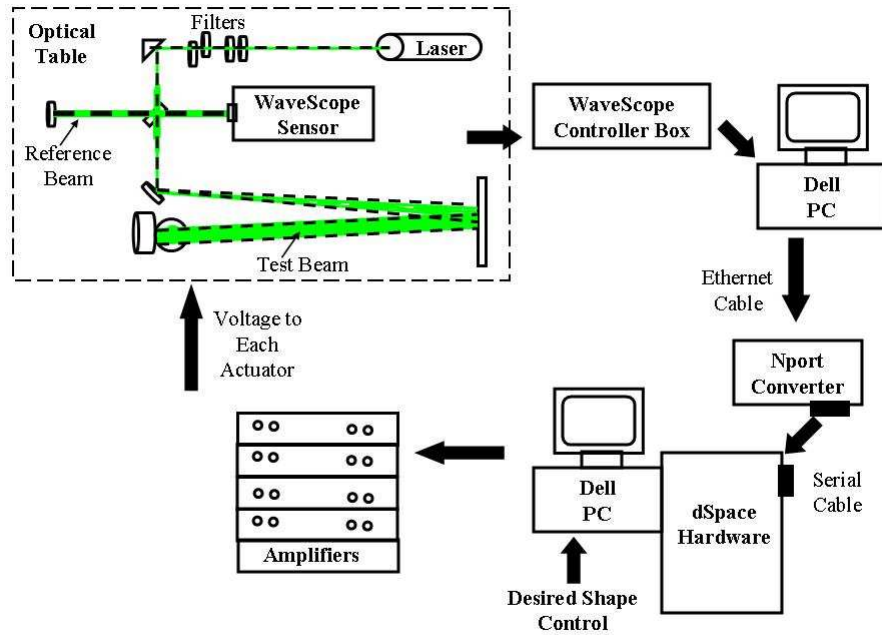 Optical
Table
Filters
Laser
WaveScope
Sensor
Reference
Beam
Test Beam
WaveScope
Controller Box
Dell
PC
Ethernet
Cable
Nport
Converter
Serial
Cable
dSpace
Hardware
Dell
PC
Desired Shape
Control
Amplifiers
Voltage to
Each
Actuator